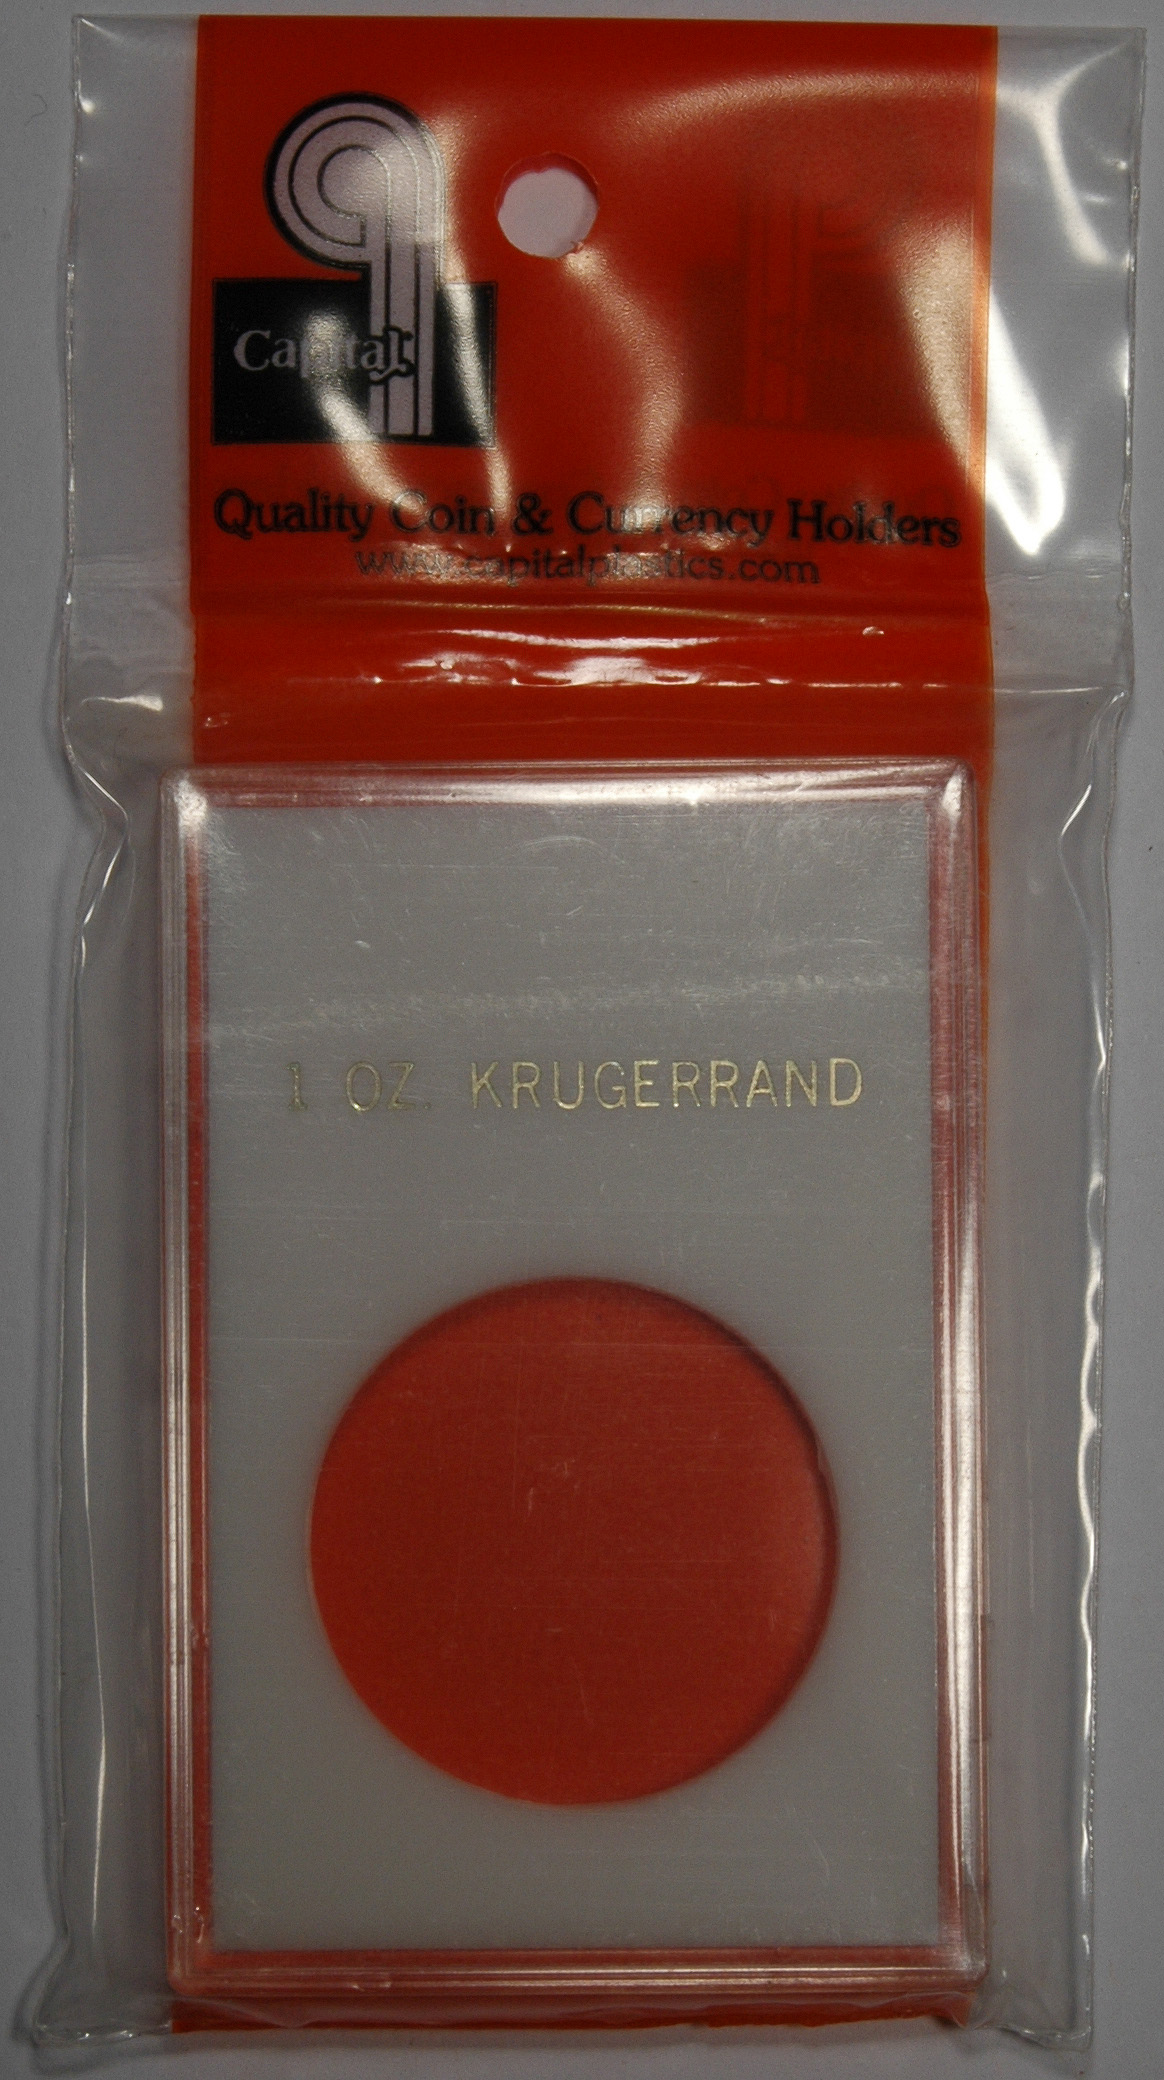 Capital
Quality Coin & Currency Holders
www.capitalplastics.com
1 OZ. KRUGERRAND